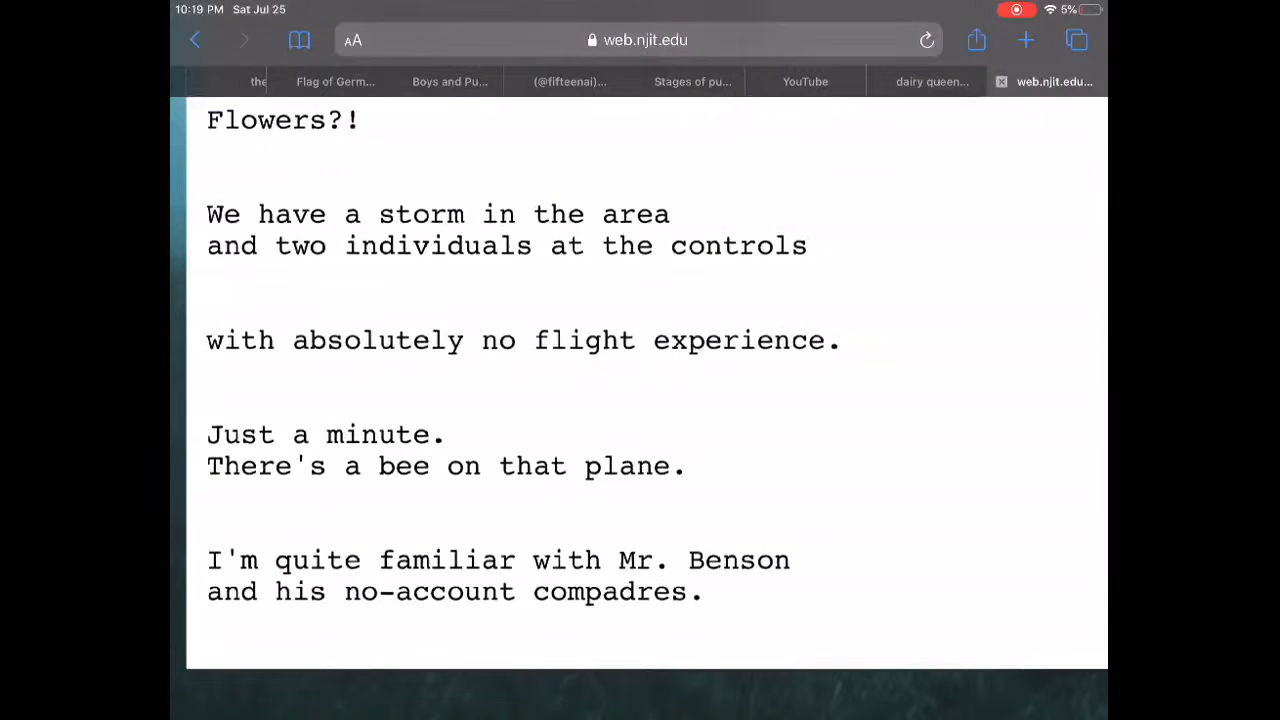 10:19 PM Sat Jul 25
5%
AA
web.njit.edu
the
Flag of Germ...
Boys and Pu...
(@fifteenai)...
Stages of pu...
YouTube
dairy queen...
web.njit.edu...
Flowers?!
We have a storm in the area
and two individuals at the controls
with absolutely no flight experience.
Just a minute.
There's a bee on that plane.
I'm quite familiar with Mr. Benson
and his no-account compadres.